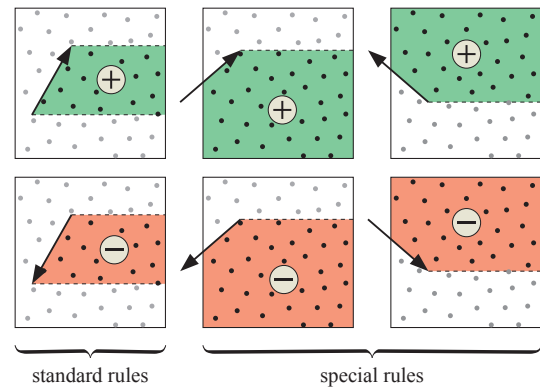 + + +
− − −
standard rules special rules